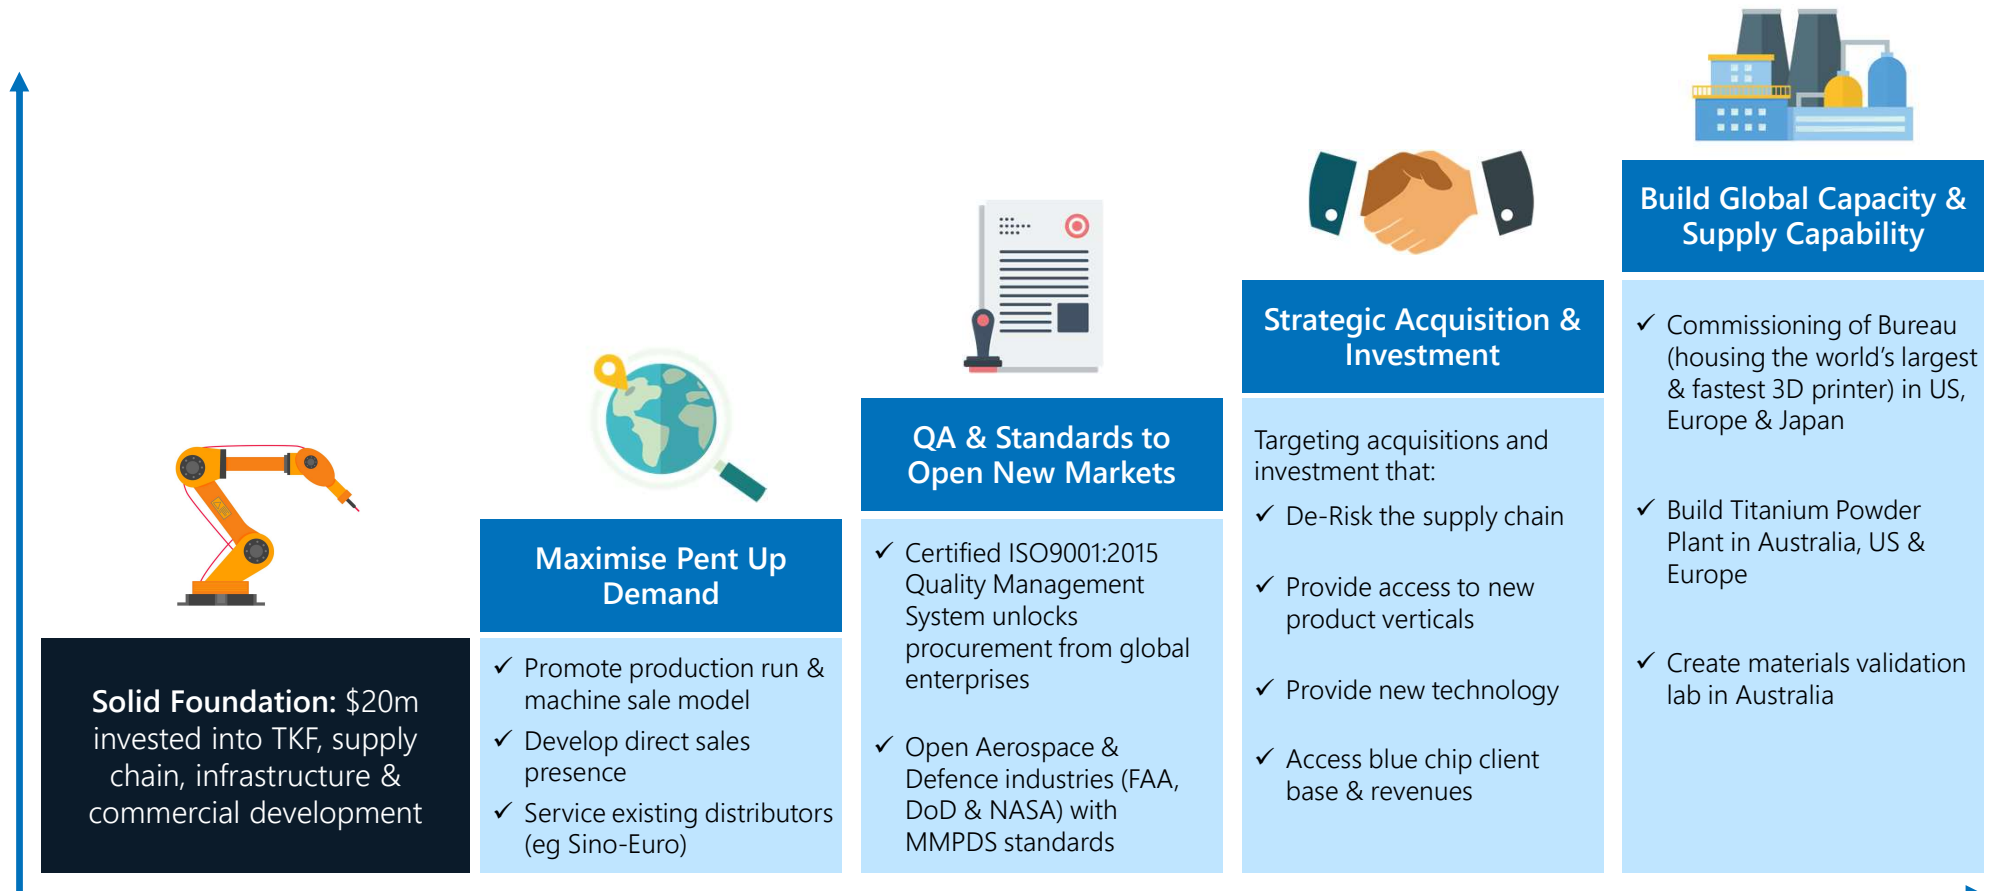 Solid Foundation: $20m
invested into TKF, supply
chain, infrastructure &
commercial development
Maximise Pent Up
Demand
✓ Promote production run &
machine sale model
✓ Develop direct sales
presence
✓ Service existing distributors
(eg Sino-Euro)
QA & Standards to
Open New Markets
✓ Certified ISO9001:2015
Quality Management
System unlocks
procurement from global
enterprises
✓ Open Aerospace &
Defence industries (FAA,
DoD & NASA) with
MMPDS standards
Strategic Acquisition &
Investment
Targeting acquisitions and
investment that:
✓ De-Risk the supply chain
✓ Provide access to new
product verticals
✓ Provide new technology
✓ Access blue chip client
base & revenues
Build Global Capacity &
Supply Capability
✓ Commissioning of Bureau
(housing the world's largest
& fastest 3D printer) in US,
Europe & Japan
✓ Build Titanium Powder
Plant in Australia, US &
Europe
✓ Create materials validation
lab in Australia